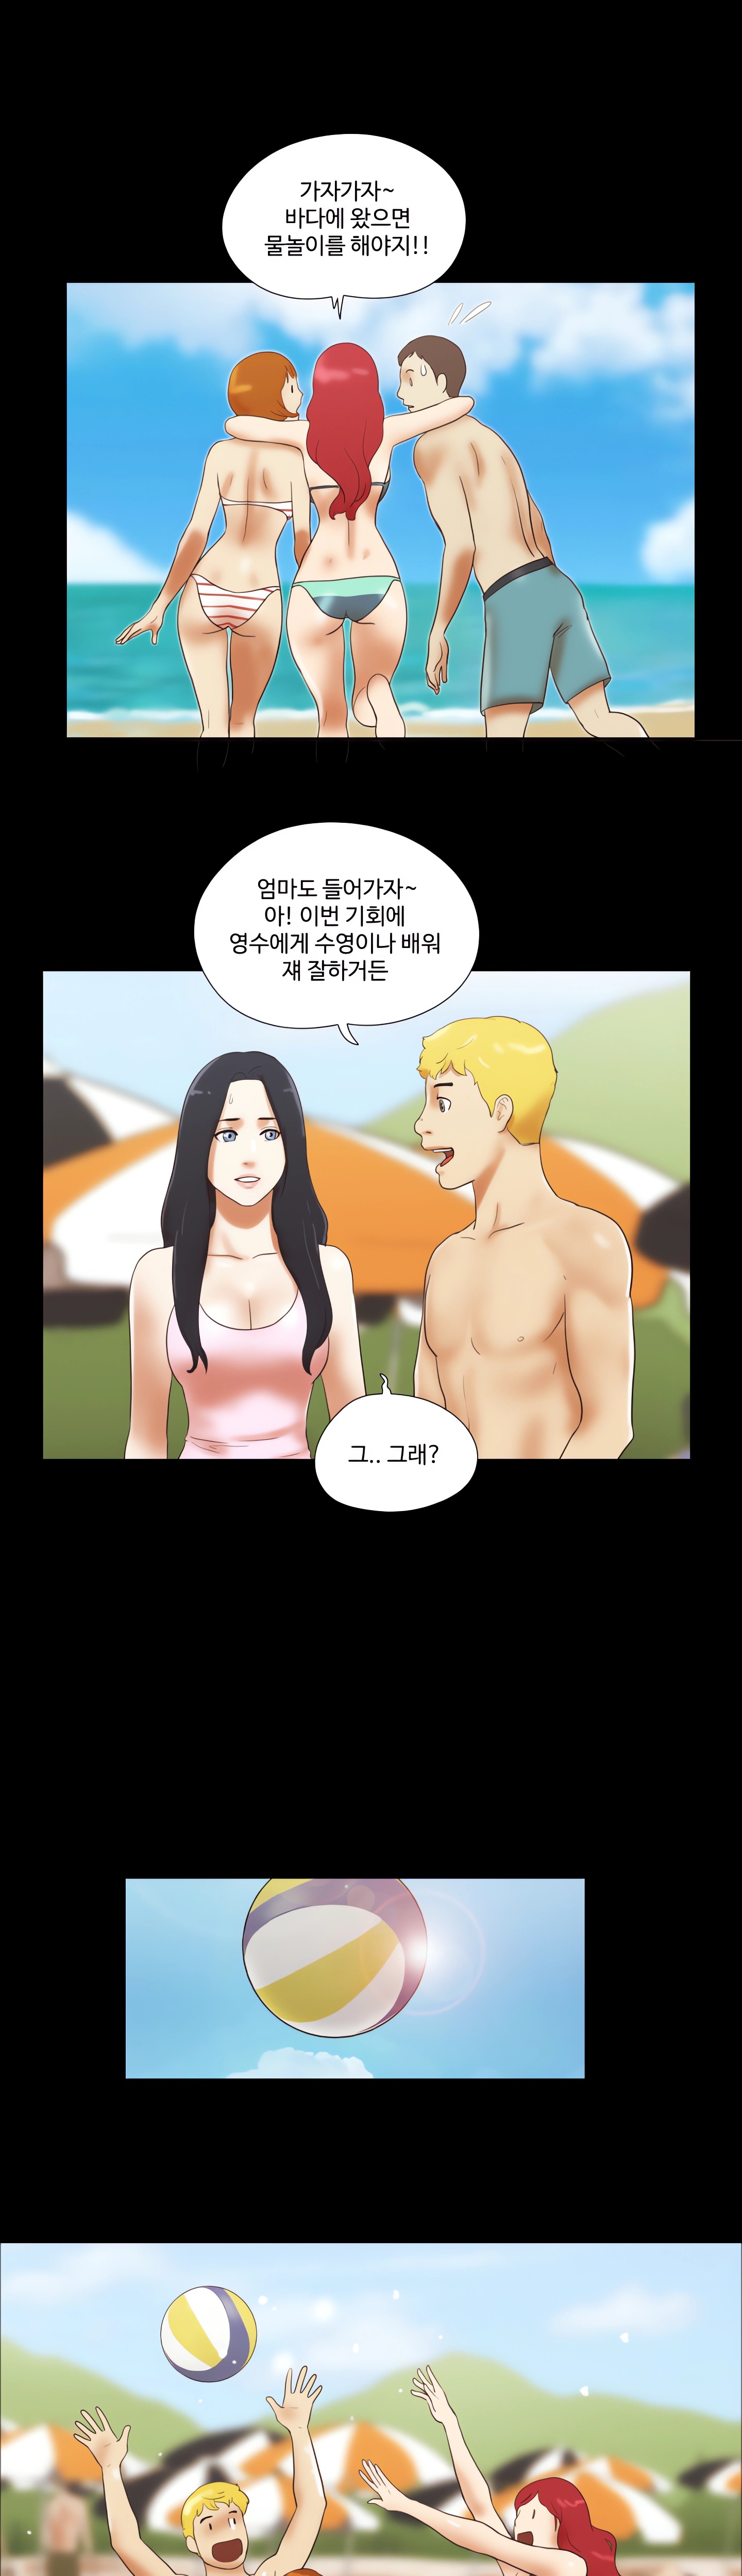 가자가자~
바다에 왔으면
물놀이를 해야지!!
엄마도 들어가자~
아! 이번 기회에
영수에게 수영이나 배워
쟤 잘하거든
그.. 그래?